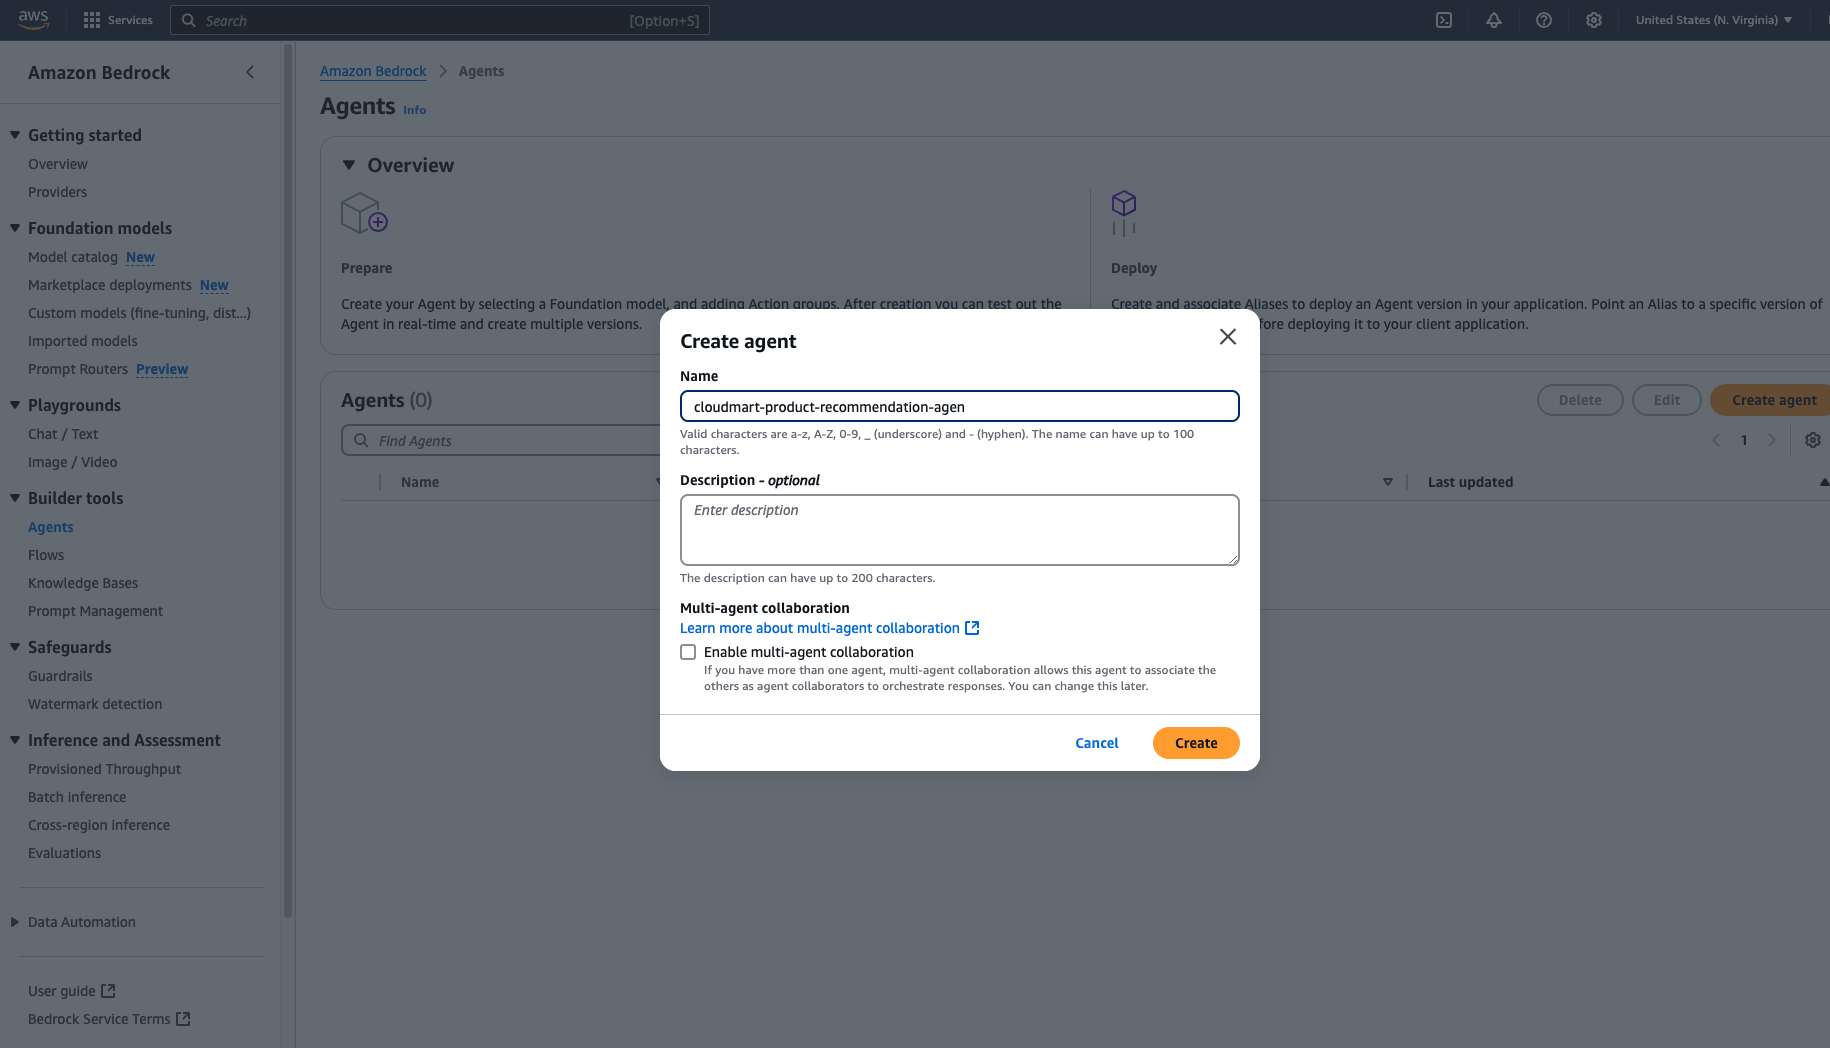 aws
Services
Search
[Option+S]
United States (N. Virginia)
Amazon Bedrock
Getting started
Overview
Providers
Foundation models
Model catalog New
Marketplace deployments New
Custom models (fine-tuning, dist...)
Imported models
Prompt Routers Preview
Playgrounds
Chat / Text
Image / Video
Builder tools
Agents
Flows
Knowledge Bases
Prompt Management
Safeguards
Guardrails
Watermark detection
Inference and Assessment
Provisioned Throughput
Batch inference
Cross-region inference
Evaluations
Data Automation
User guide
Bedrock Service Terms
Amazon Bedrock > Agents
Agents Info
Overview
Prepare
Create your Agent by selecting a Foundation model, and adding Action groups. After creation you can test out the
Agent in real-time and create multiple versions.
Deploy
Create and associate Aliases to deploy an Agent version in your application. Point an Alias to a specific version of
fore deploying it to your client application.
Agents (0)
Delete
Edit
Create agent
Find Agents
1
Name
Last updated
Create agent
Name
cloudmart-product-recommendation-agen
Valid characters are a-z, A-Z, 0-9, _ (underscore) and - (hyphen). The name can have up to 100
characters.
Description - optional
Enter description
The description can have up to 200 characters.
Multi-agent collaboration
Learn more about multi-agent collaboration
Enable multi-agent collaboration
If you have more than one agent, multi-agent collaboration allows this agent to associate the
others as agent collaborators to orchestrate responses. You can change this later.
Cancel
Create